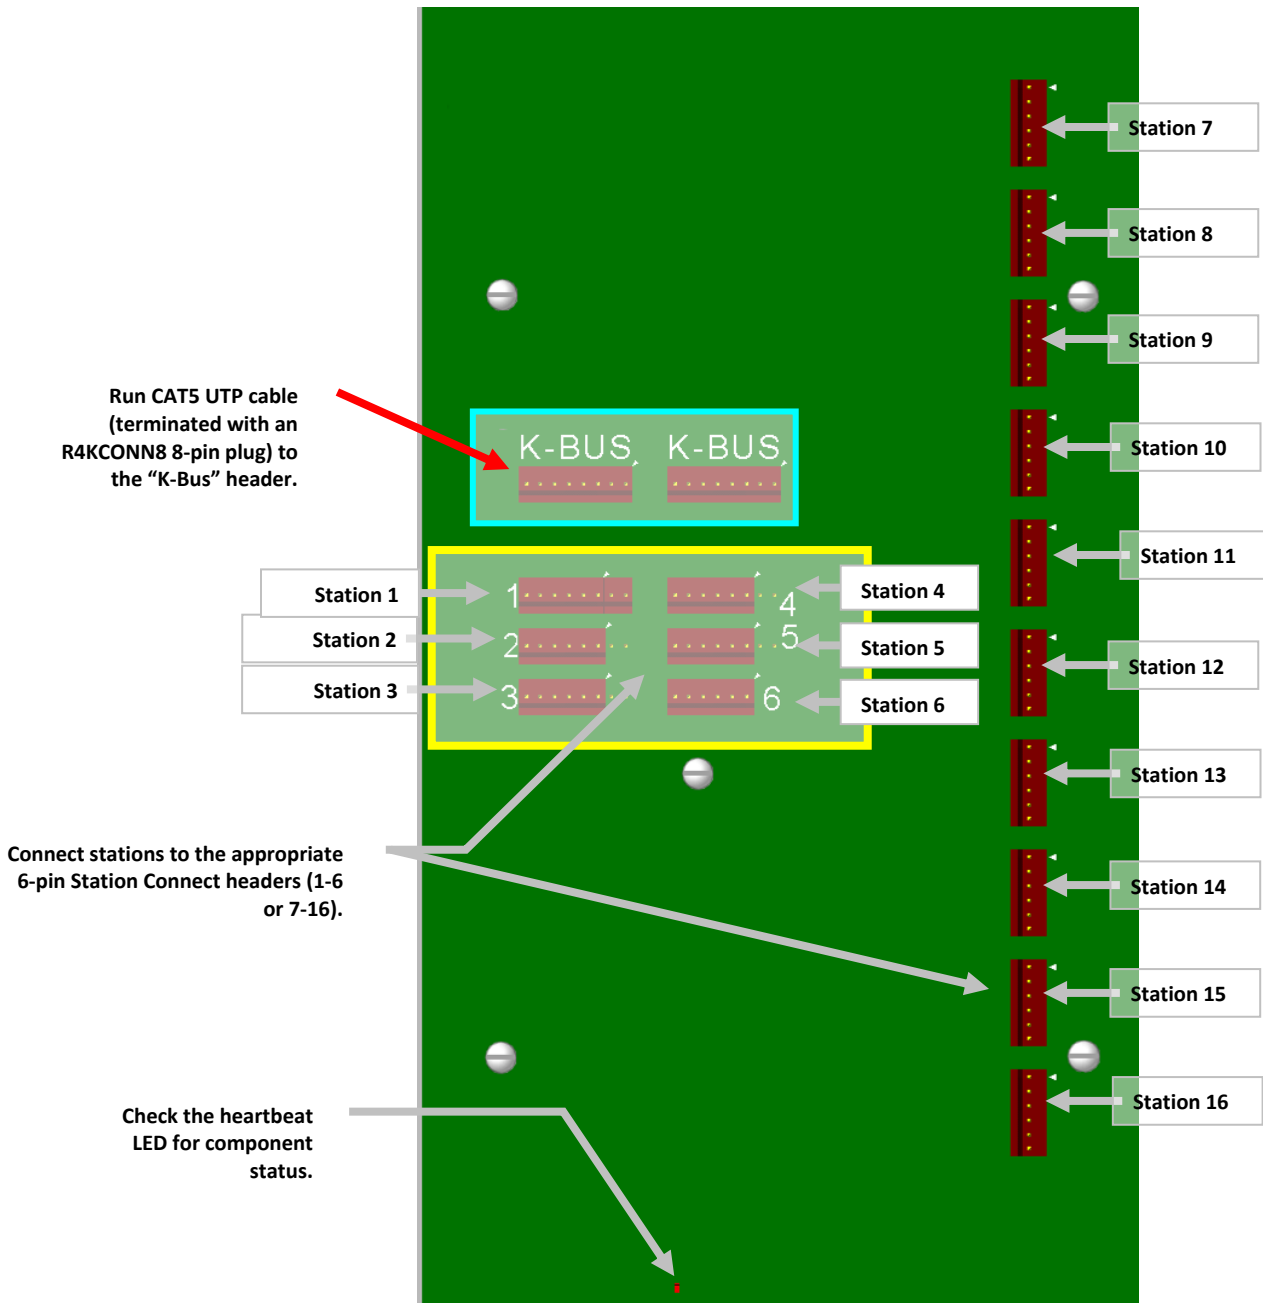 Station 7
Station 8
Station 9
Run CAT5 UTP cable
(terminated with an
R4KCONN8 8-pin plug) to
the “K-Bus” header.
K-BUS K-BUS
Station 10
Station 11
Station 1
1
4
Station 4
Station 2
2
5
Station 5
Station 12
Station 3
3
6
Station 6
Station 13
Connect stations to the appropriate
6-pin Station Connect headers (1-6
or 7-16).
Station 14
Station 15
Check the heartbeat
LED for component
status.
Station 16